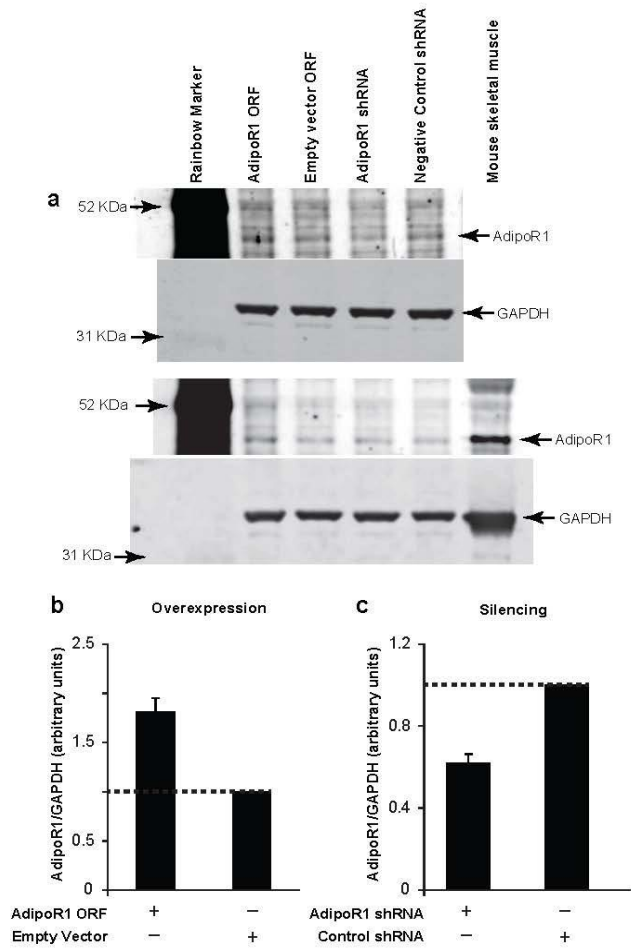 Rainbow Marker
AdipoR1 ORF
Empty vector ORF
AdipoR1 shRNA
Negative Control shRNA
Mouse skeletal muscle
a
52 KDa
AdipoR1
GAPDH
31 KDa
52 KDa
AdipoR1
GAPDH
31 KDa
b
Overexpression
AdipoR1/GAPDH (arbitrary units)
2.5
1.5
0.5
0
AdipoR1 ORF + −
Empty Vector − +
c
Silencing
AdipoR1/GAPDH (arbitrary units)
1.2
0.8
0.4
0
AdipoR1 shRNA + −
Control shRNA − +